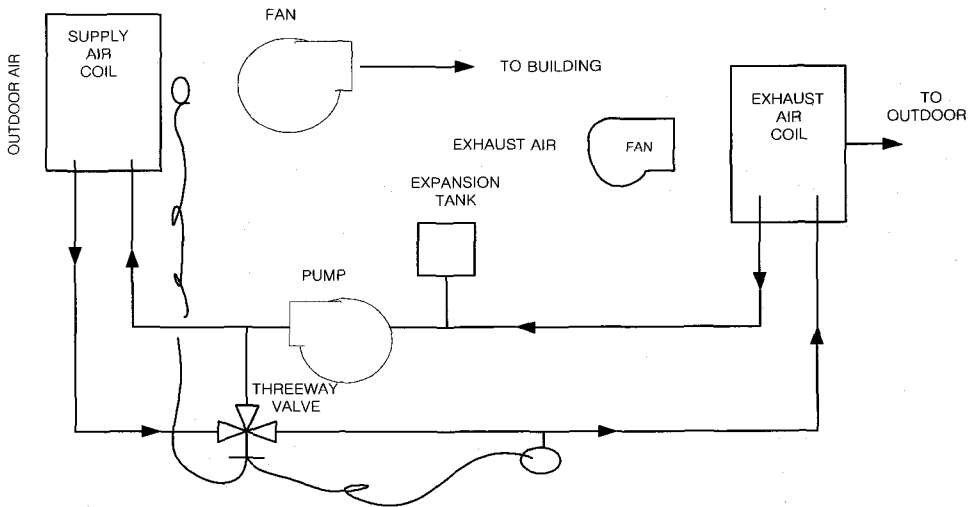 FAN
SUPPLY
AIR
COIL
OUTDOOR AIR
TO BUILDING
EXHAUST
AIR
COIL
TO
OUTDOOR
EXHAUST AIR
FAN
EXPANSION
TANK
PUMP
THREEWAY
VALVE